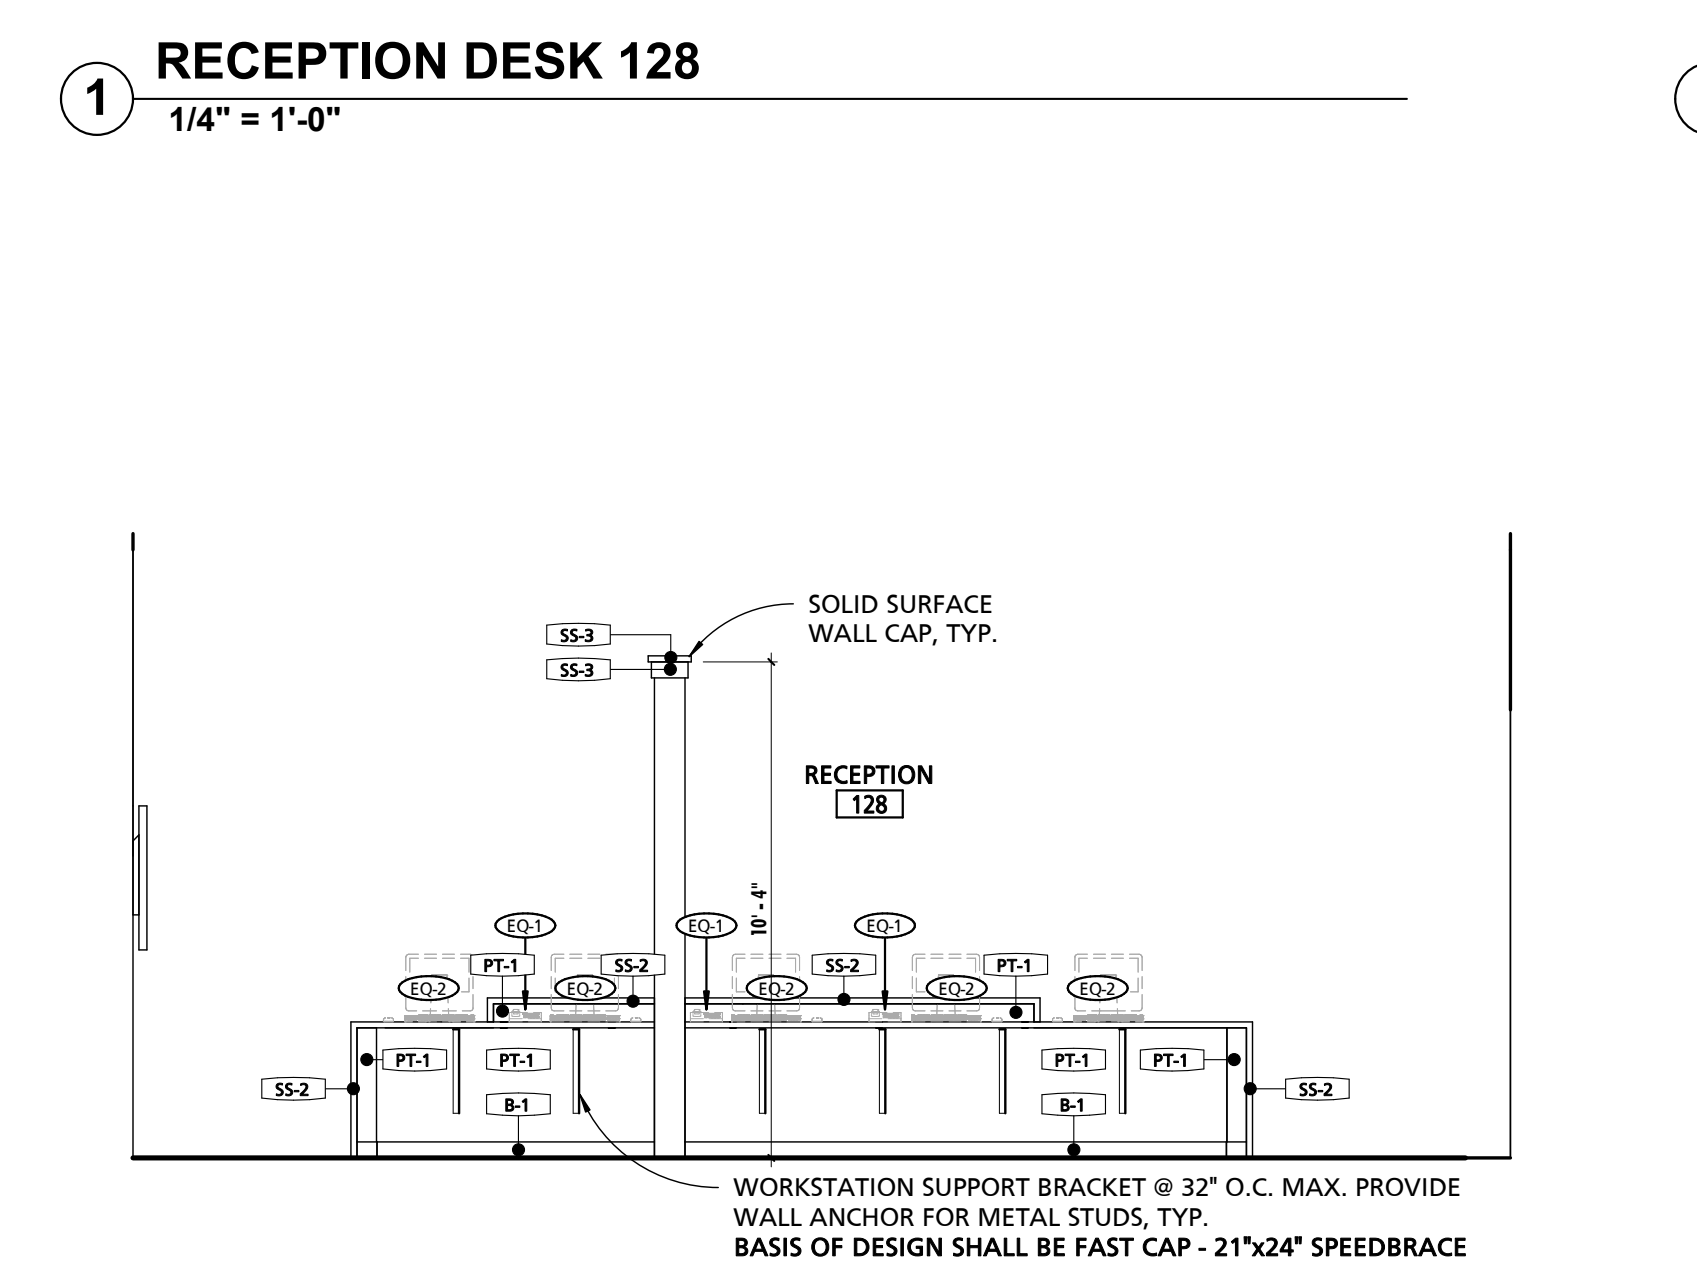 1
RECEPTION DESK 128
1/4" = 1'-0"
SOLID SURFACE
WALL CAP, TYP.
SS-3
SS-3
RECEPTION
128
10' - 4"
EQ-1
EQ-1
EQ-1
PT-1
SS-2
SS-2
PT-1
EQ-2
EQ-2
EQ-2
EQ-2
EQ-2
PT-1
PT-1
PT-1
PT-1
SS-2
SS-2
B-1
B-1
WORKSTATION SUPPORT BRACKET @ 32" O.C. MAX. PROVIDE
WALL ANCHOR FOR METAL STUDS, TYP.
BASIS OF DESIGN SHALL BE FAST CAP - 21"x24" SPEEDBRACE